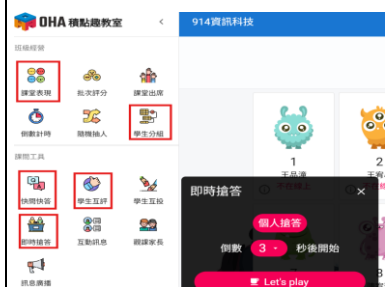 OHA 積點趣教室 <
班級經營
課堂表現 批次評分 課堂出席
倒數計時 隨機抽人 學生分組
課間工具
快問快答 學生互評 學生互投
即時搶答 互動訊息 親課家長
訊息廣播
914資訊科技
1
2
即時搶答 ×
個人搶答
倒數 3 秒後開始
Let's play